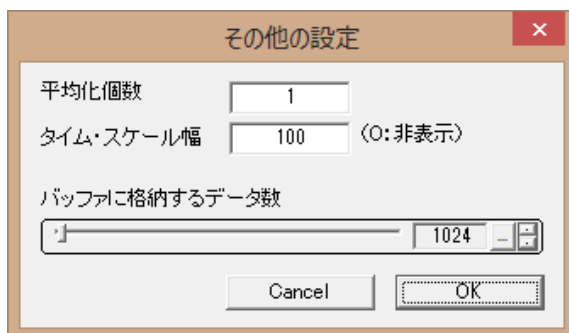 その他の設定
平均化個数 1
タイム・スケール幅 100 (0:非表示)
バッファに格納するデータ数
1024 ...
Cancel OK